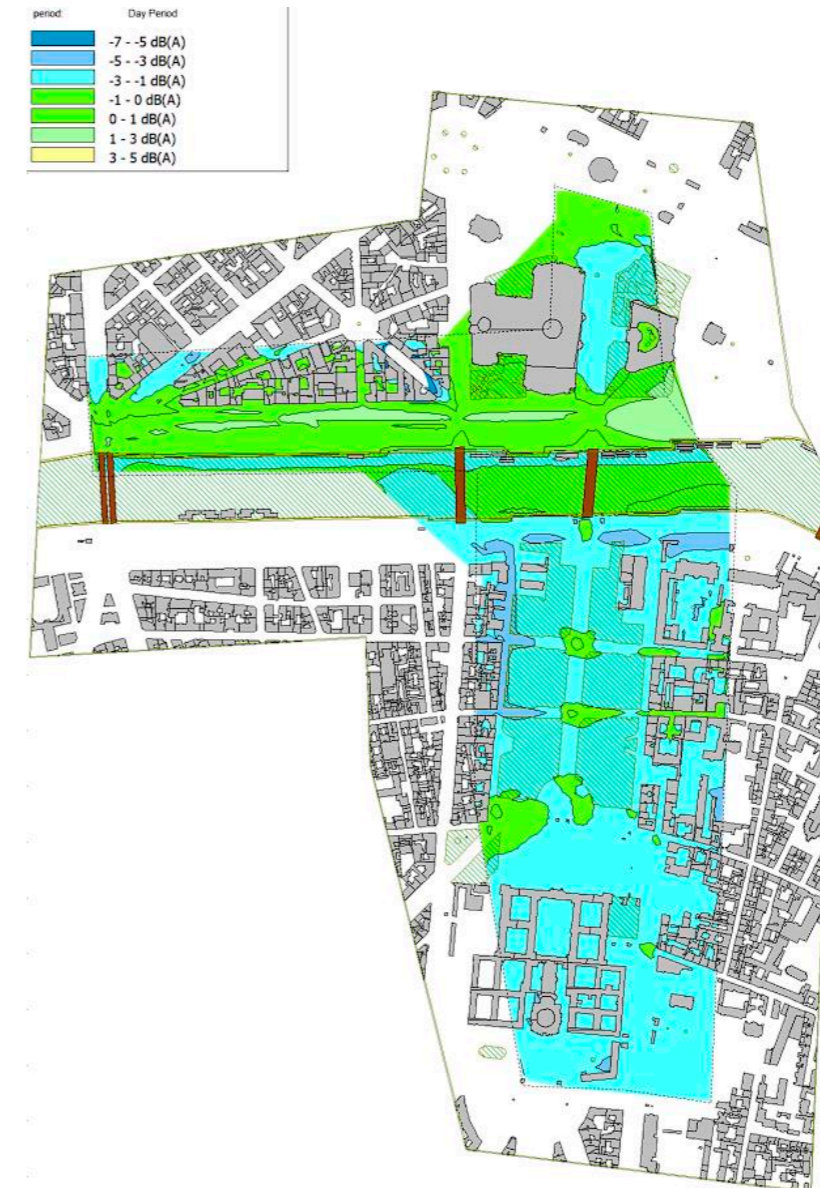 period: Day Period
-7 - -5 dB(A)
-5 - -3 dB(A)
-3 - -1 dB(A)
-1 - 0 dB(A)
0 - 1 dB(A)
1 - 3 dB(A)
3 - 5 dB(A)